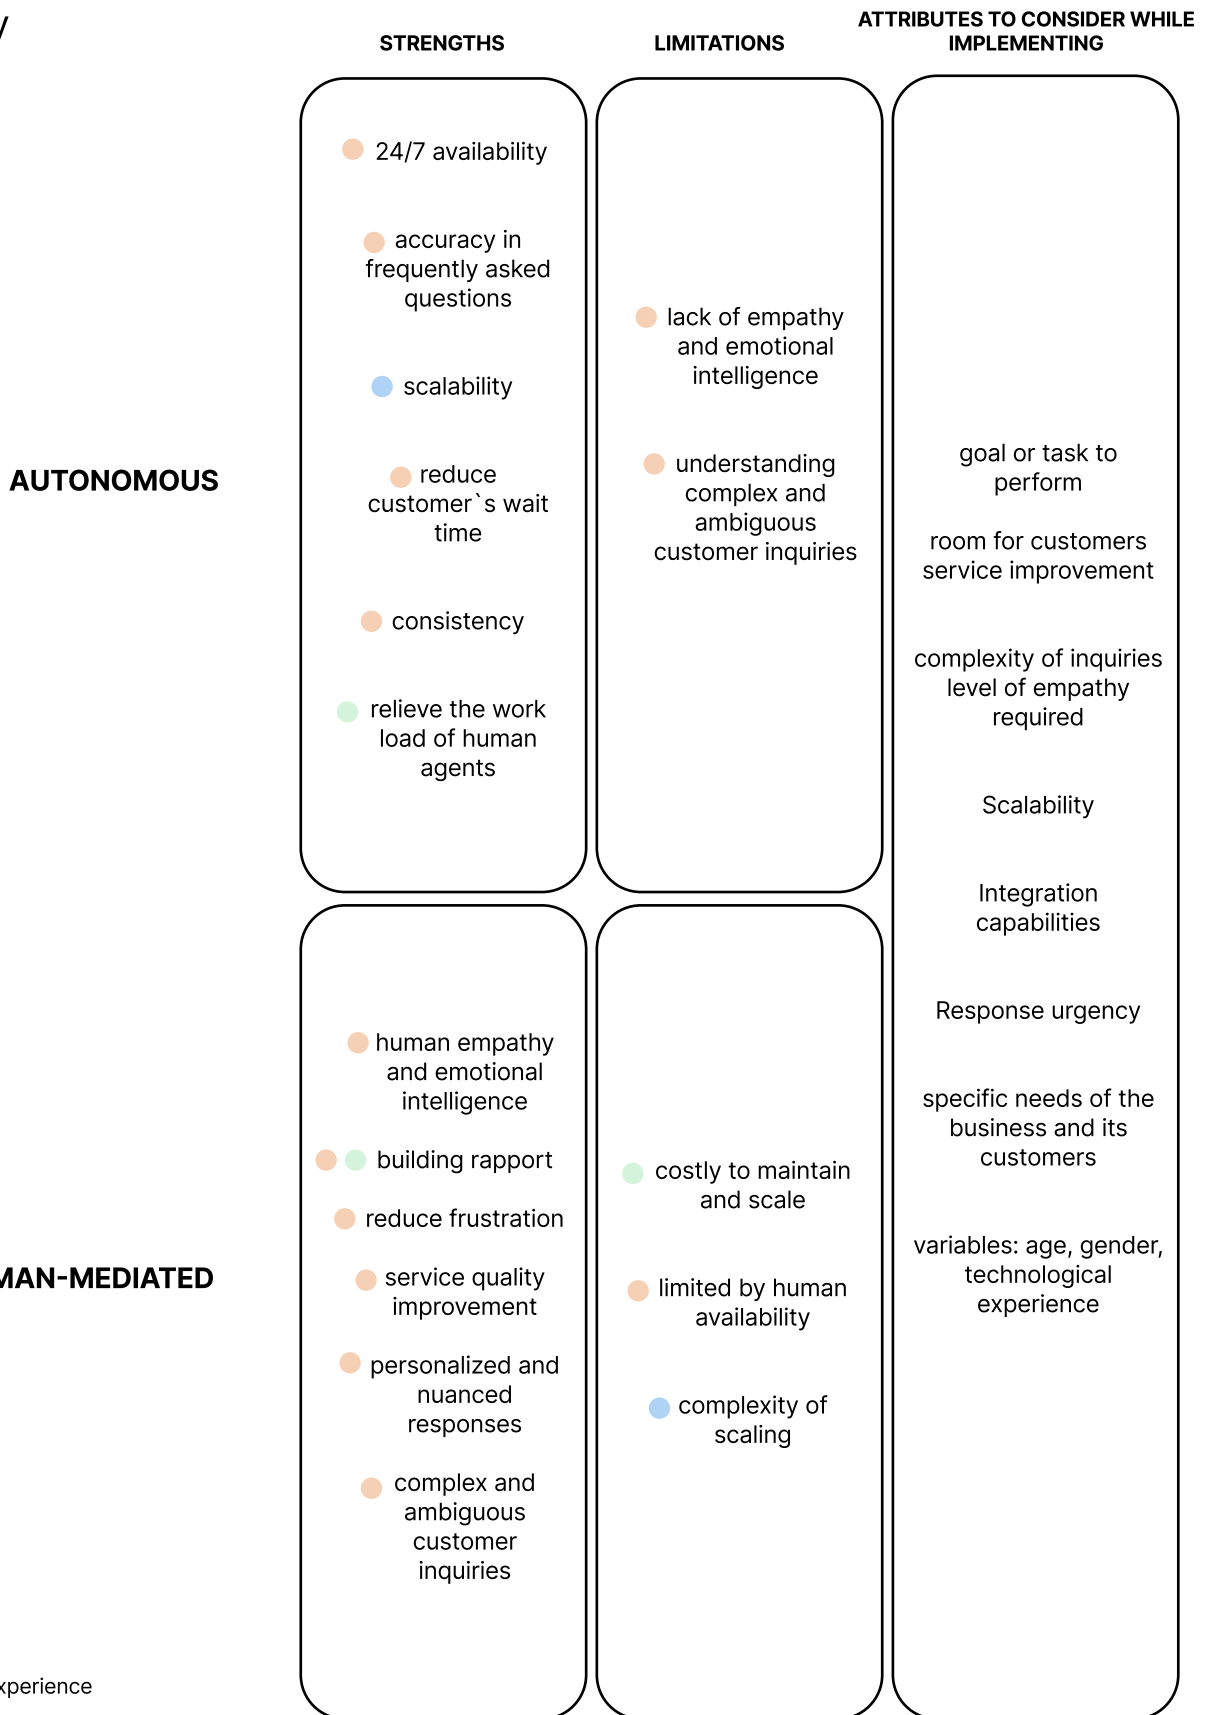 y
STRENGTHS
LIMITATIONS
ATTRIBUTES TO CONSIDER WHILE
IMPLEMENTING
AUTONOMOUS
24/7 availability
accuracy in
frequently asked
questions
scalability
reduce
customer`s wait
time
consistency
relieve the work
load of human
agents
lack of empathy
and emotional
intelligence
understanding
complex and
ambiguous
customer inquiries
MAN-MEDIATED
human empathy
and emotional
intelligence
building rapport
reduce frustration
service quality
improvement
personalized and
nuanced
responses
complex and
ambiguous
customer
inquiries
costly to maintain
and scale
limited by human
availability
complexity of
scaling
goal or task to
perform
room for customers
service improvement
complexity of inquiries
level of empathy
required
Scalability
Integration
capabilities
Response urgency
specific needs of the
business and its
customers
variables: age, gender,
technological
experience
xperience